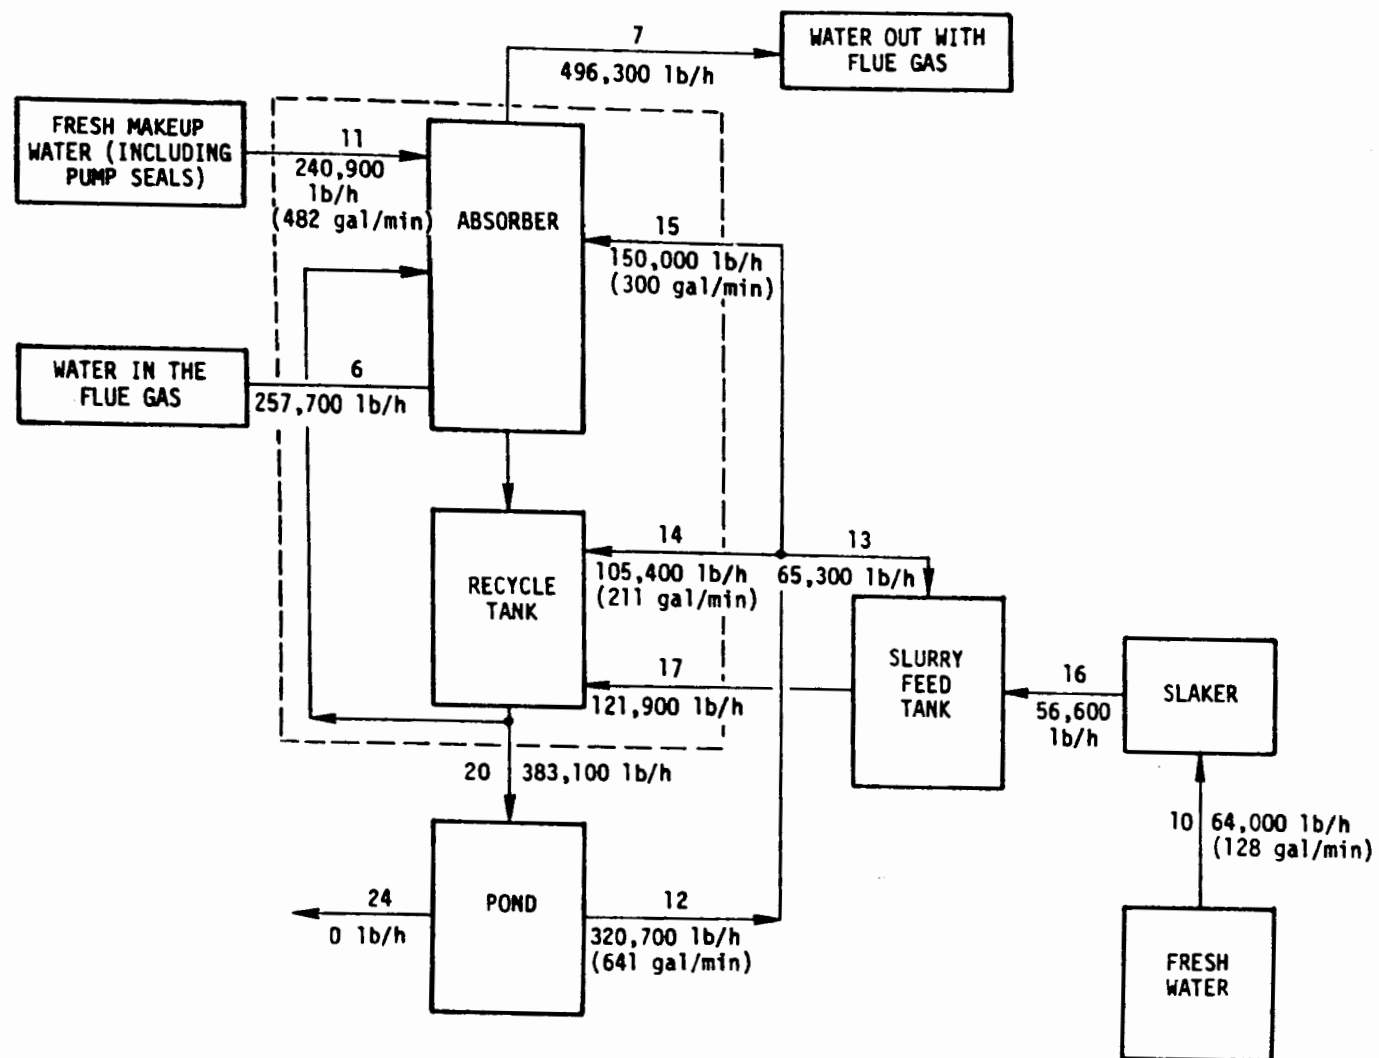 7
496,300 lb/h
WATER OUT WITH
FLUE GAS
FRESH MAKEUP
WATER (INCLUDING
PUMP SEALS)
11
240,900
lb/h
(482 gal/min)
ABSORBER
15
150,000 lb/h
(300 gal/min)
WATER IN THE
FLUE GAS
6
257,700 lb/h
RECYCLE
TANK
14
105,400 lb/h
(211 gal/min)
13
65,300 lb/h
17
121,900 lb/h
SLURRY
FEED
TANK
16
56,600
lb/h
SLAKER
20 383,100 lb/h
10 64,000 lb/h
(128 gal/min)
24
0 lb/h
POND
12
320,700 lb/h
(641 gal/min)
FRESH
WATER